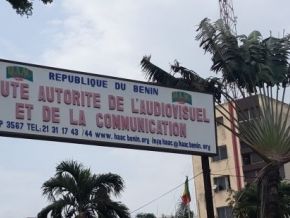 REPUBLIQUE DU BENIN
UTE AUTORITE DE L'AUDIOVISUEL
ET DE LA COMMUNICATION
P 3567 TEL: 21 31 17 43 /44 www.haac.benin.org